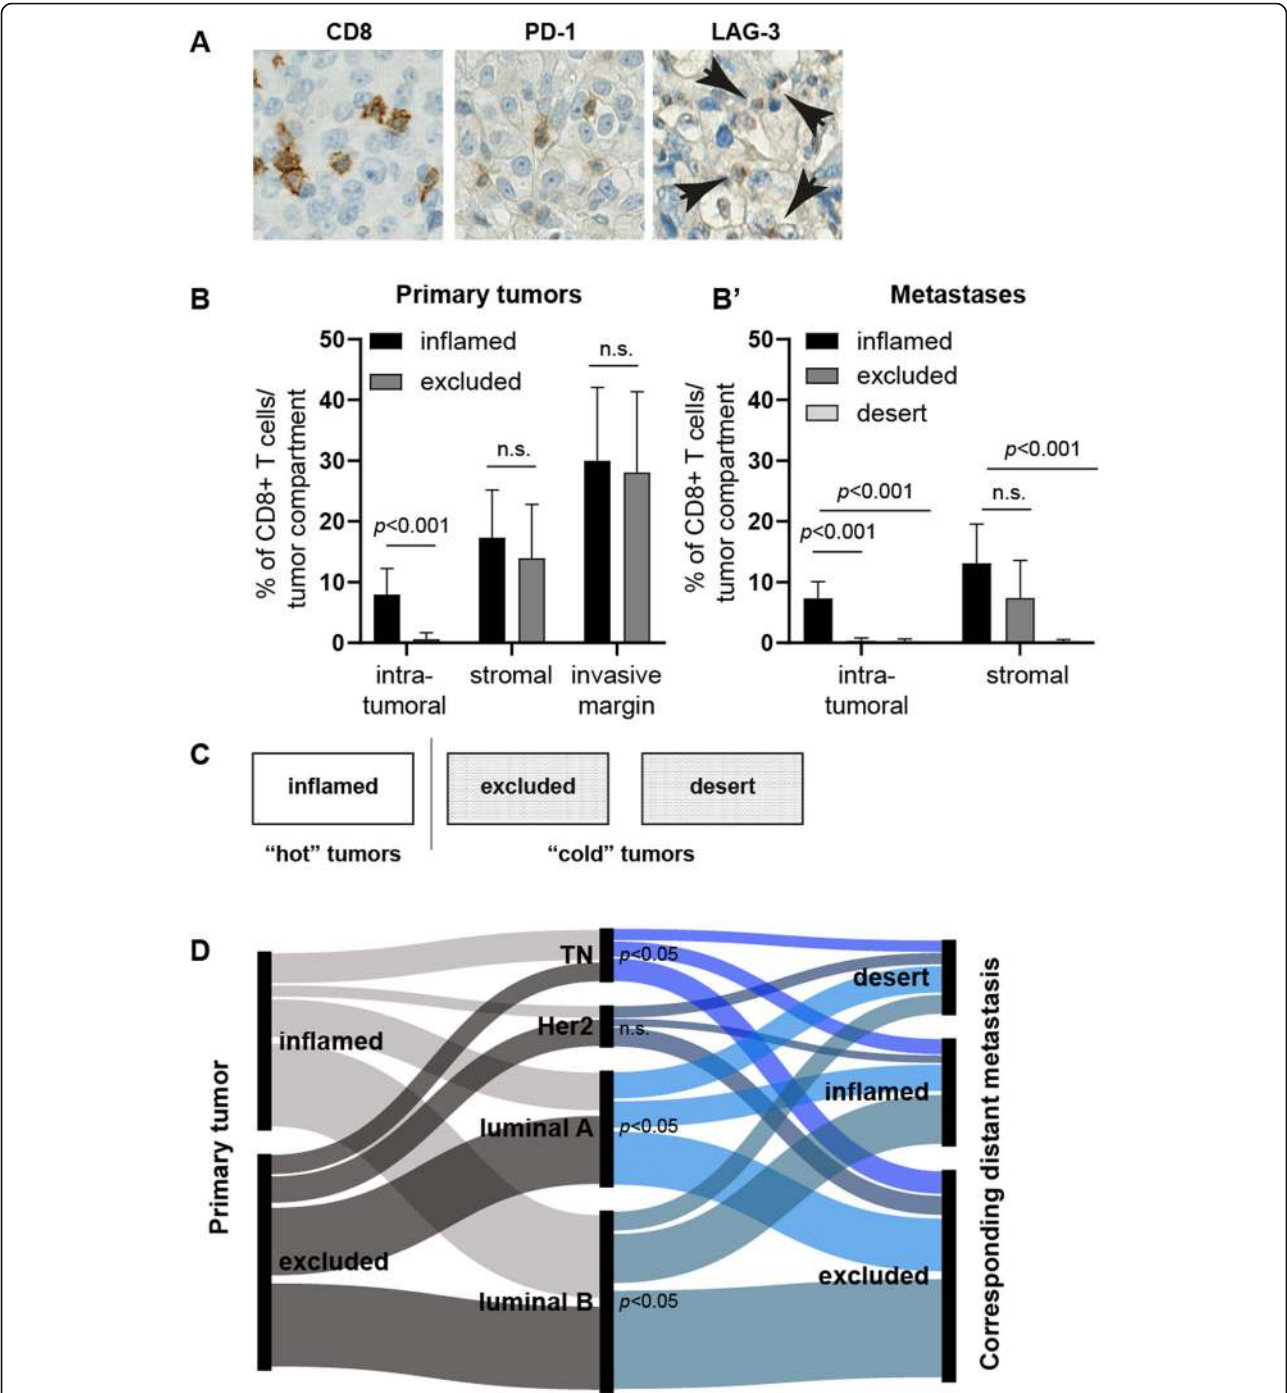 A
CD8
PD-1
LAG-3
B
Primary tumors
% of CD8+ T cells/
tumor compartment
50
40
30
20
10
0
inflamed
excluded
p<0.001
n.s.
n.s.
intra-
tumoral
stromal
invasive
margin
B’
Metastases
% of CD8+ T cells/
tumor compartment
50
40
30
20
10
0
inflamed
excluded
desert
p<0.001
p<0.001
n.s.
p<0.001
intra-
tumoral
stromal
C
inflamed
excluded
desert
“hot” tumors
“cold” tumors
D
Primary tumor
inflamed
excluded
TN
p<0.05
Her2
n.s.
luminal A
p<0.05
luminal B
p<0.05
desert
inflamed
excluded
Corresponding distant metastasis